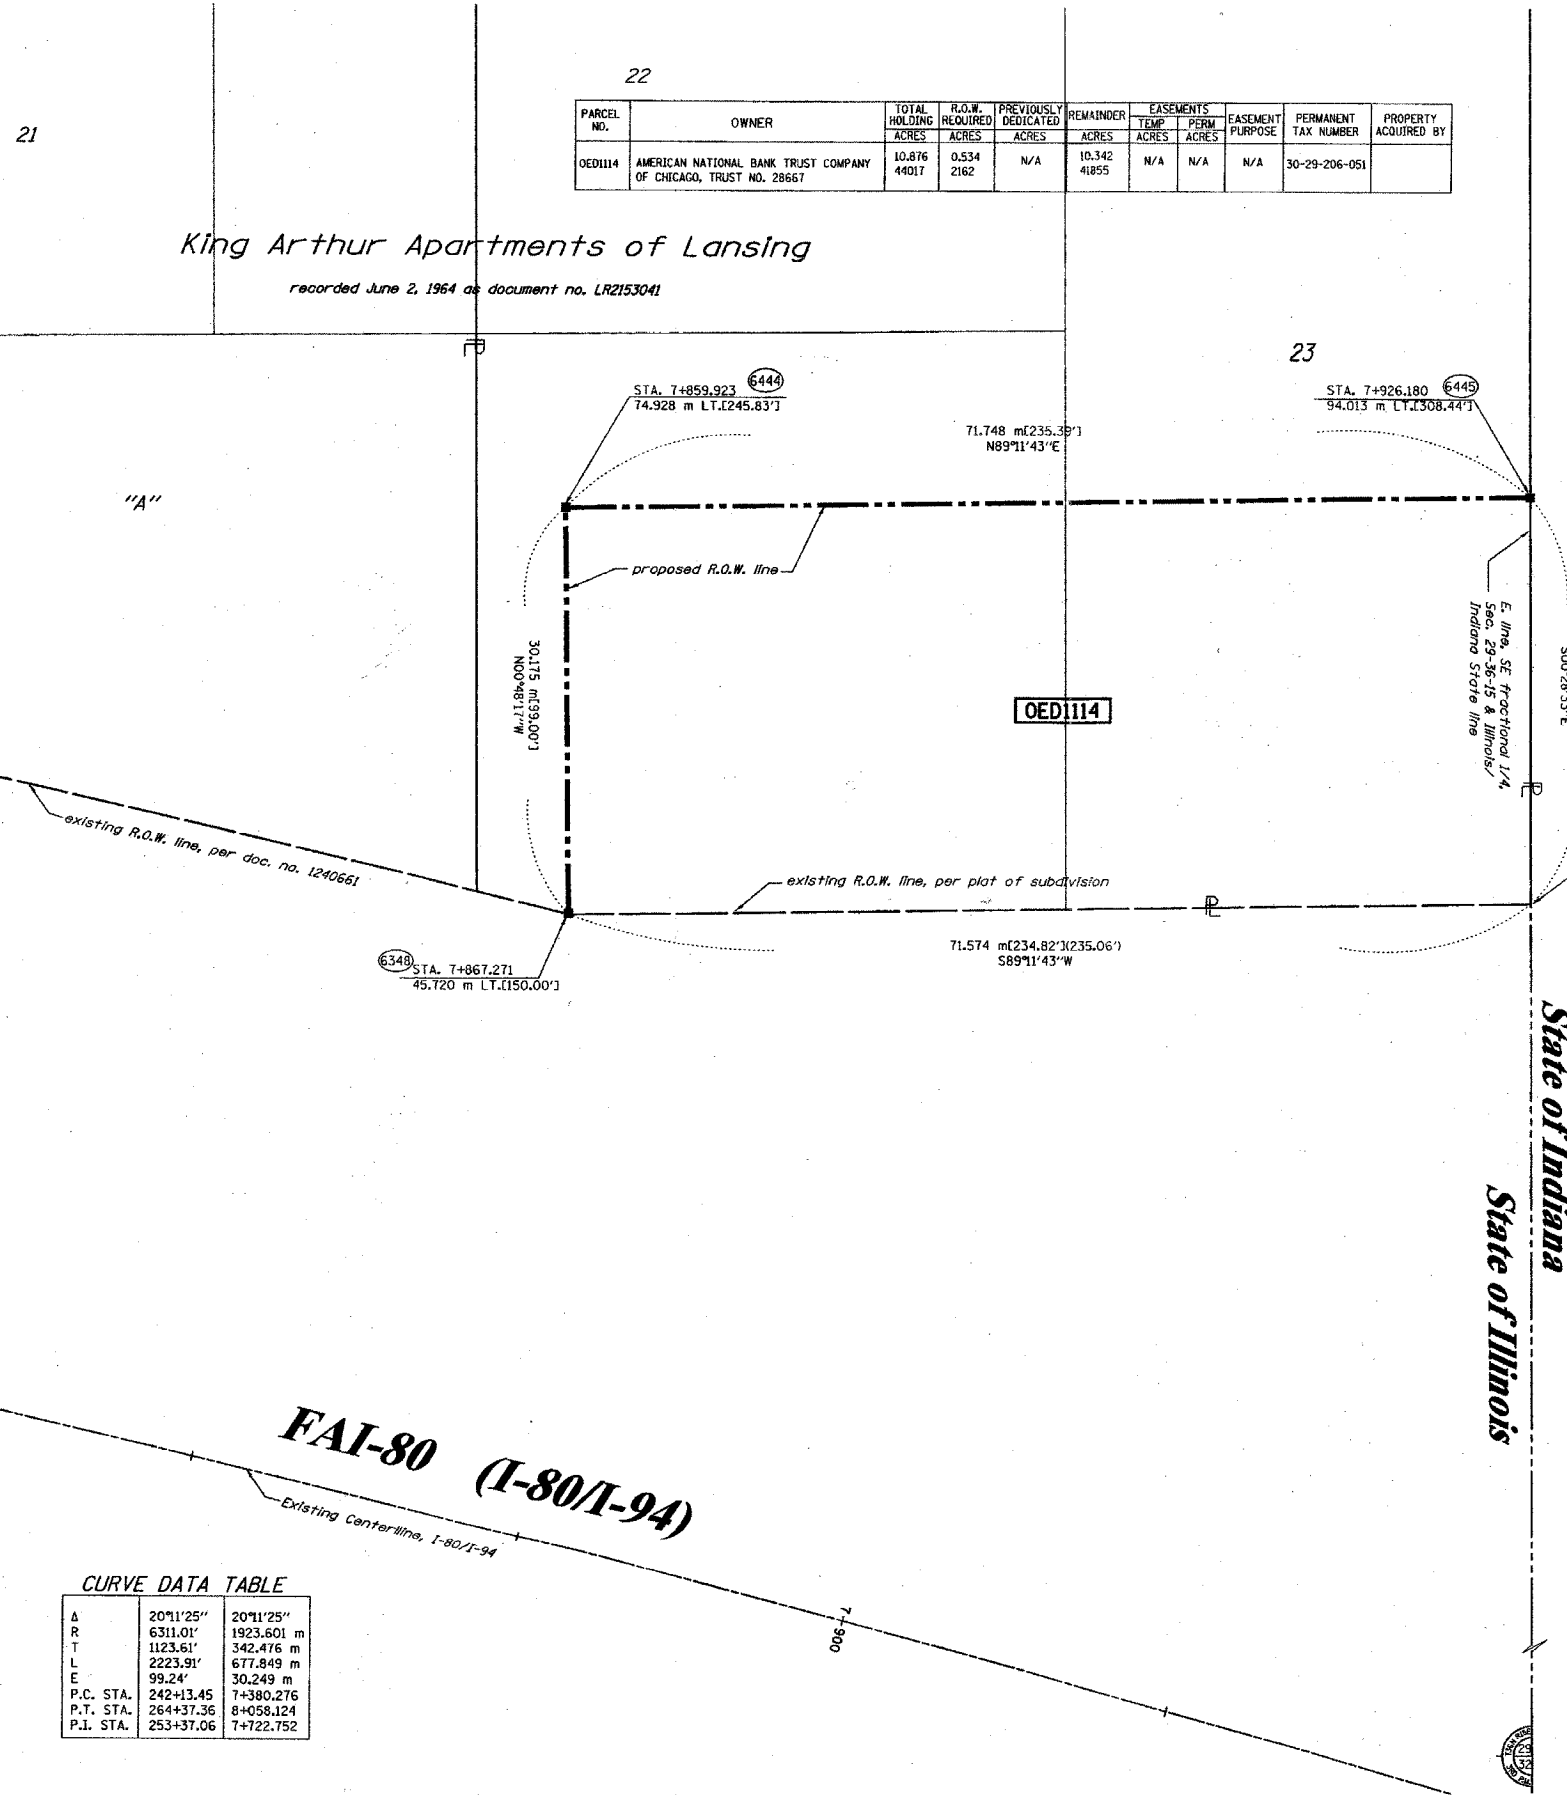 22
21
PARCEL NO. | OWNER | TOTAL HOLDING ACRES | R.O.W. REQUIRED ACRES | PREVIOUSLY DEDICATED ACRES | REMAINDER ACRES | EASEMENTS TEMP ACRES | PERM ACRES | EASEMENT PURPOSE | PERMANENT TAX NUMBER | PROPERTY ACQUIRED BY
OED1114 | AMERICAN NATIONAL BANK TRUST COMPANY OF CHICAGO, TRUST NO. 28667 | 10.876 44017 | 0.534 2162 | N/A | 10.342 41855 | N/A | N/A | N/A | 30-29-206-051
King Arthur Apartments of Lansing
recorded June 2, 1964 as document no. LR2153041
PL
23
STA. 7+859.923
6444
74.928 m LT.[245.83']
STA. 7+926.180
6445
94.013 m LT.[308.44']
71.748 m[235.39']
N89°11'43"E
"A"
proposed R.O.W. line
E. line, SE fractional 1/4,
Sec. 29-36-15 & Illinois/
Indiana State line
30.175 m[99.00']
N00°48'17"W
OED1114
PL
existing R.O.W. line, per doc. no. 1240661
existing R.O.W. line, per plat of subdivision
PL
71.574 m[234.82'](235.06')
S89°11'43"W
6348
STA. 7+867.271
45.720 m LT.[150.00']
State of Indiana
State of Illinois
FAI-80 (I-80/I-94)
Existing Centerline, I-80/I-94
7+900
CURVE DATA TABLE
Δ 20°11'25" 20°11'25"
R 6311.01' 1923.601 m
T 1123.61' 342.476 m
L 2223.91' 677.849 m
E 99.24' 30.249 m
P.C. STA. 242+13.45 7+380.276
P.T. STA. 264+37.36 8+058.124
P.I. STA. 253+37.06 7+722.752
29
32